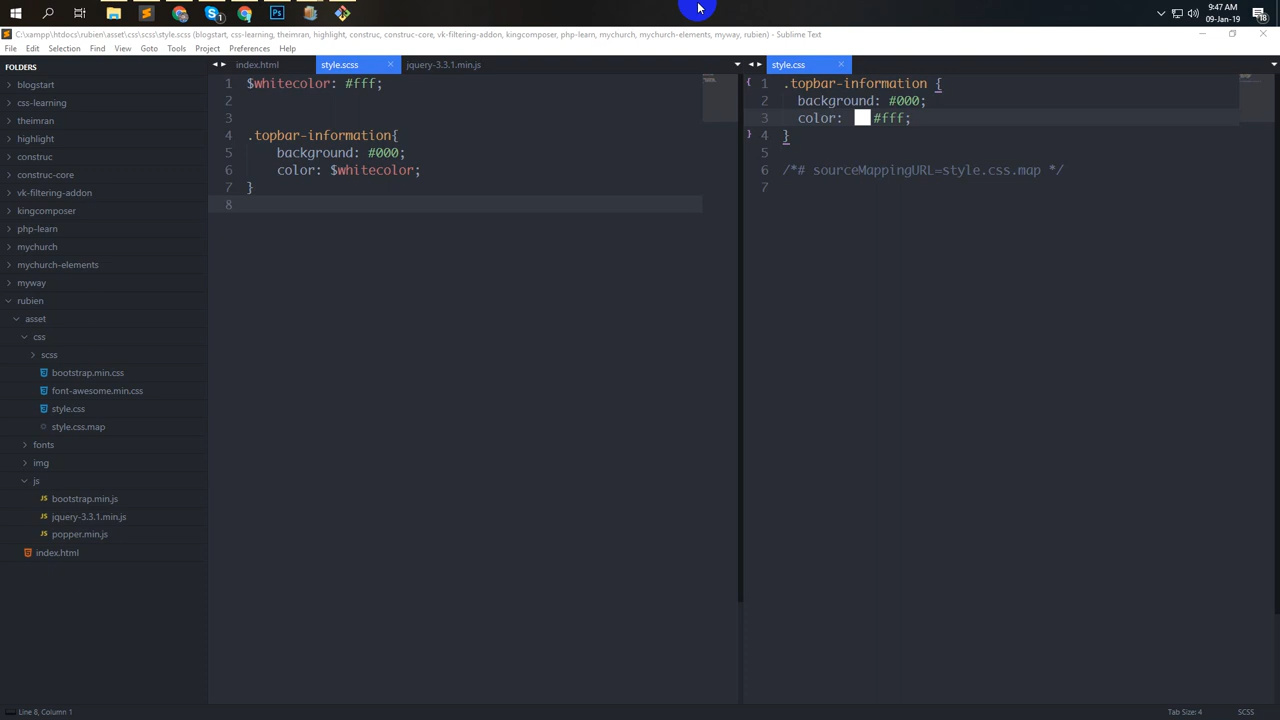 9:47 AM
09-Jan-19
18
1
C:\xampp\htdocs\rubien\asset\css\scss\style.scss (blogstart, css-learning, theimran, highlight, construc, construc-core, vk-filtering-addon, kingcomposer, php-learn, mychurch, mychurch-elements, myway, rubien) - Sublime Text
File Edit Selection Find View Goto Tools Project Preferences Help
FOLDERS
blogstart
css-learning
theimran
highlight
construc
construc-core
vk-filtering-addon
kingcomposer
php-learn
mychurch
mychurch-elements
myway
rubien
asset
css
scss
bootstrap.min.css
font-awesome.min.css
style.css
style.css.map
fonts
img
js
JS bootstrap.min.js
JS jquery-3.3.1.min.js
JS popper.min.js
index.html
index.html style.scss jquery-3.3.1.min.js
1 $whitecolor: #fff;
2
3
4 .topbar-information{
5 background: #000;
6 color: $whitecolor;
7 }
8
style.css
{ 1 .topbar-information {
2 background: #000;
3 color: #fff;
} 4 }
5
6 /*# sourceMappingURL=style.css.map */
7
Line 8, Column 1
Tab Size: 4 SCSS